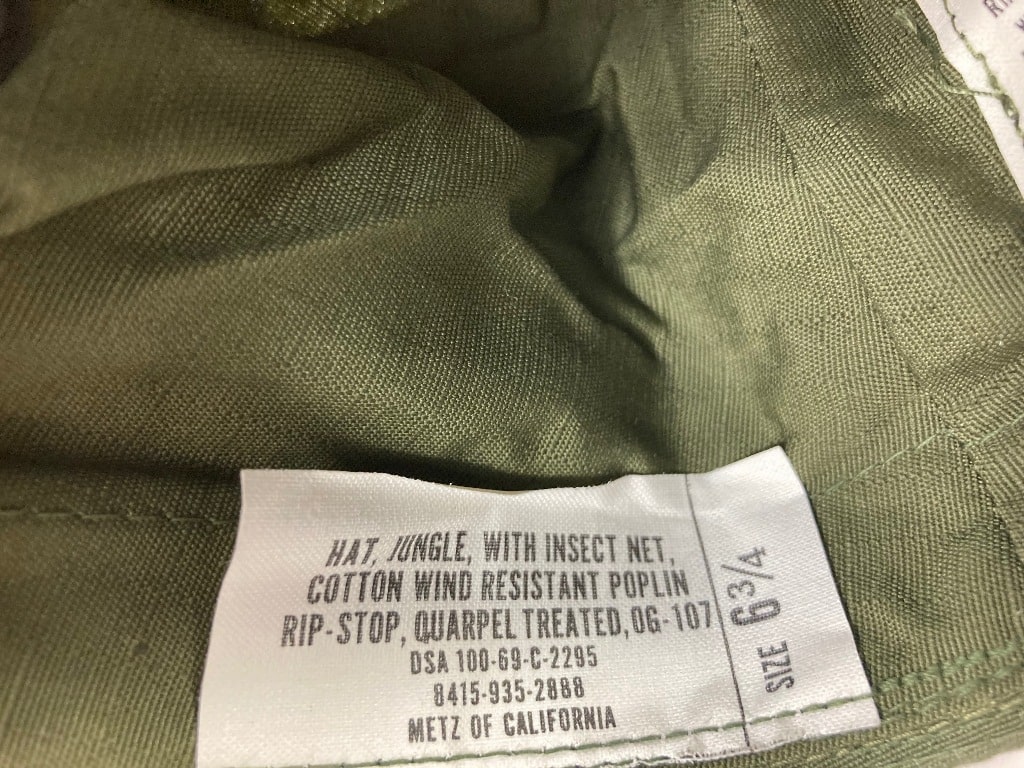 HAT, JUNGLE, WITH INSECT NET,
COTTON WIND RESISTANT POPLIN
RIP-STOP, QUARPEL TREATED, OG-107
DSA 100-69-C-2295
8415-935-2888
METZ OF CALIFORNIA
SIZE 6 3/4